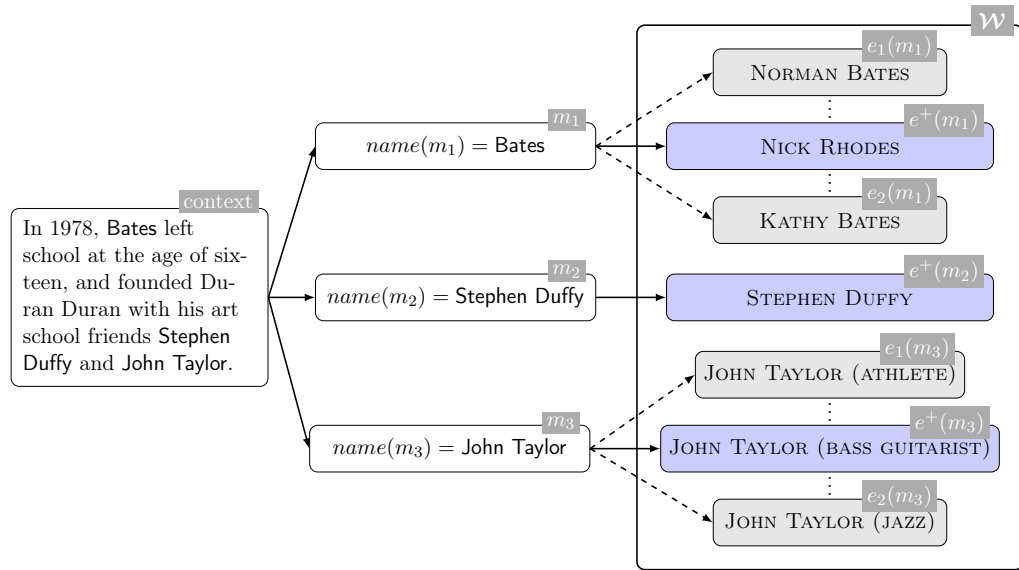 𝒲
context
In 1978, Bates left
school at the age of six-
teen, and founded Du-
ran Duran with his art
school friends Stephen
Duffy and John Taylor.
m₁
name(m₁) = Bates
m₂
name(m₂) = Stephen Duffy
m₃
name(m₃) = John Taylor
e₁(m₁)
NORMAN BATES
e⁺(m₁)
NICK RHODES
e₂(m₁)
KATHY BATES
e⁺(m₂)
STEPHEN DUFFY
e₁(m₃)
JOHN TAYLOR (ATHLETE)
e⁺(m₃)
JOHN TAYLOR (BASS GUITARIST)
e₂(m₃)
JOHN TAYLOR (JAZZ)